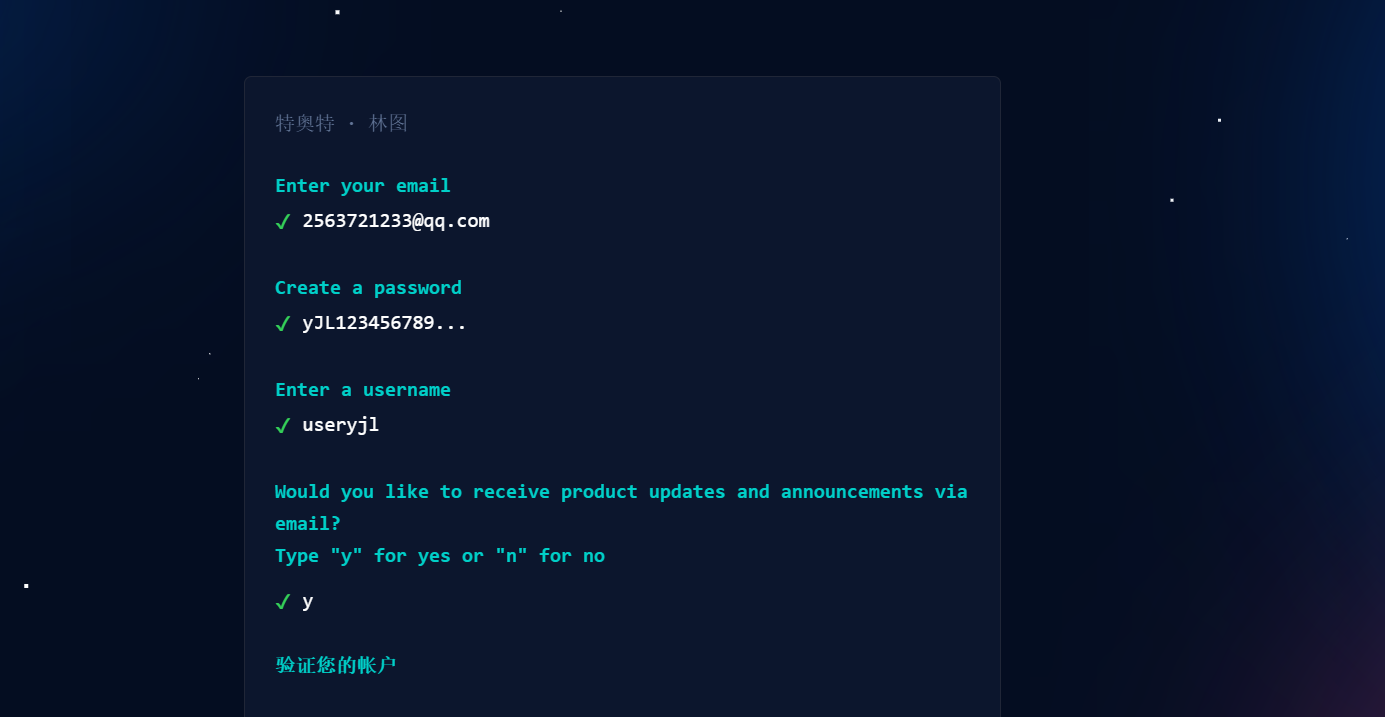 特奥特 · 林图
Enter your email
✓ 2563721233@qq.com
Create a password
✓ yJL123456789...
Enter a username
✓ useryjl
Would you like to receive product updates and announcements via
email?
Type "y" for yes or "n" for no
✓ y
验证您的帐户